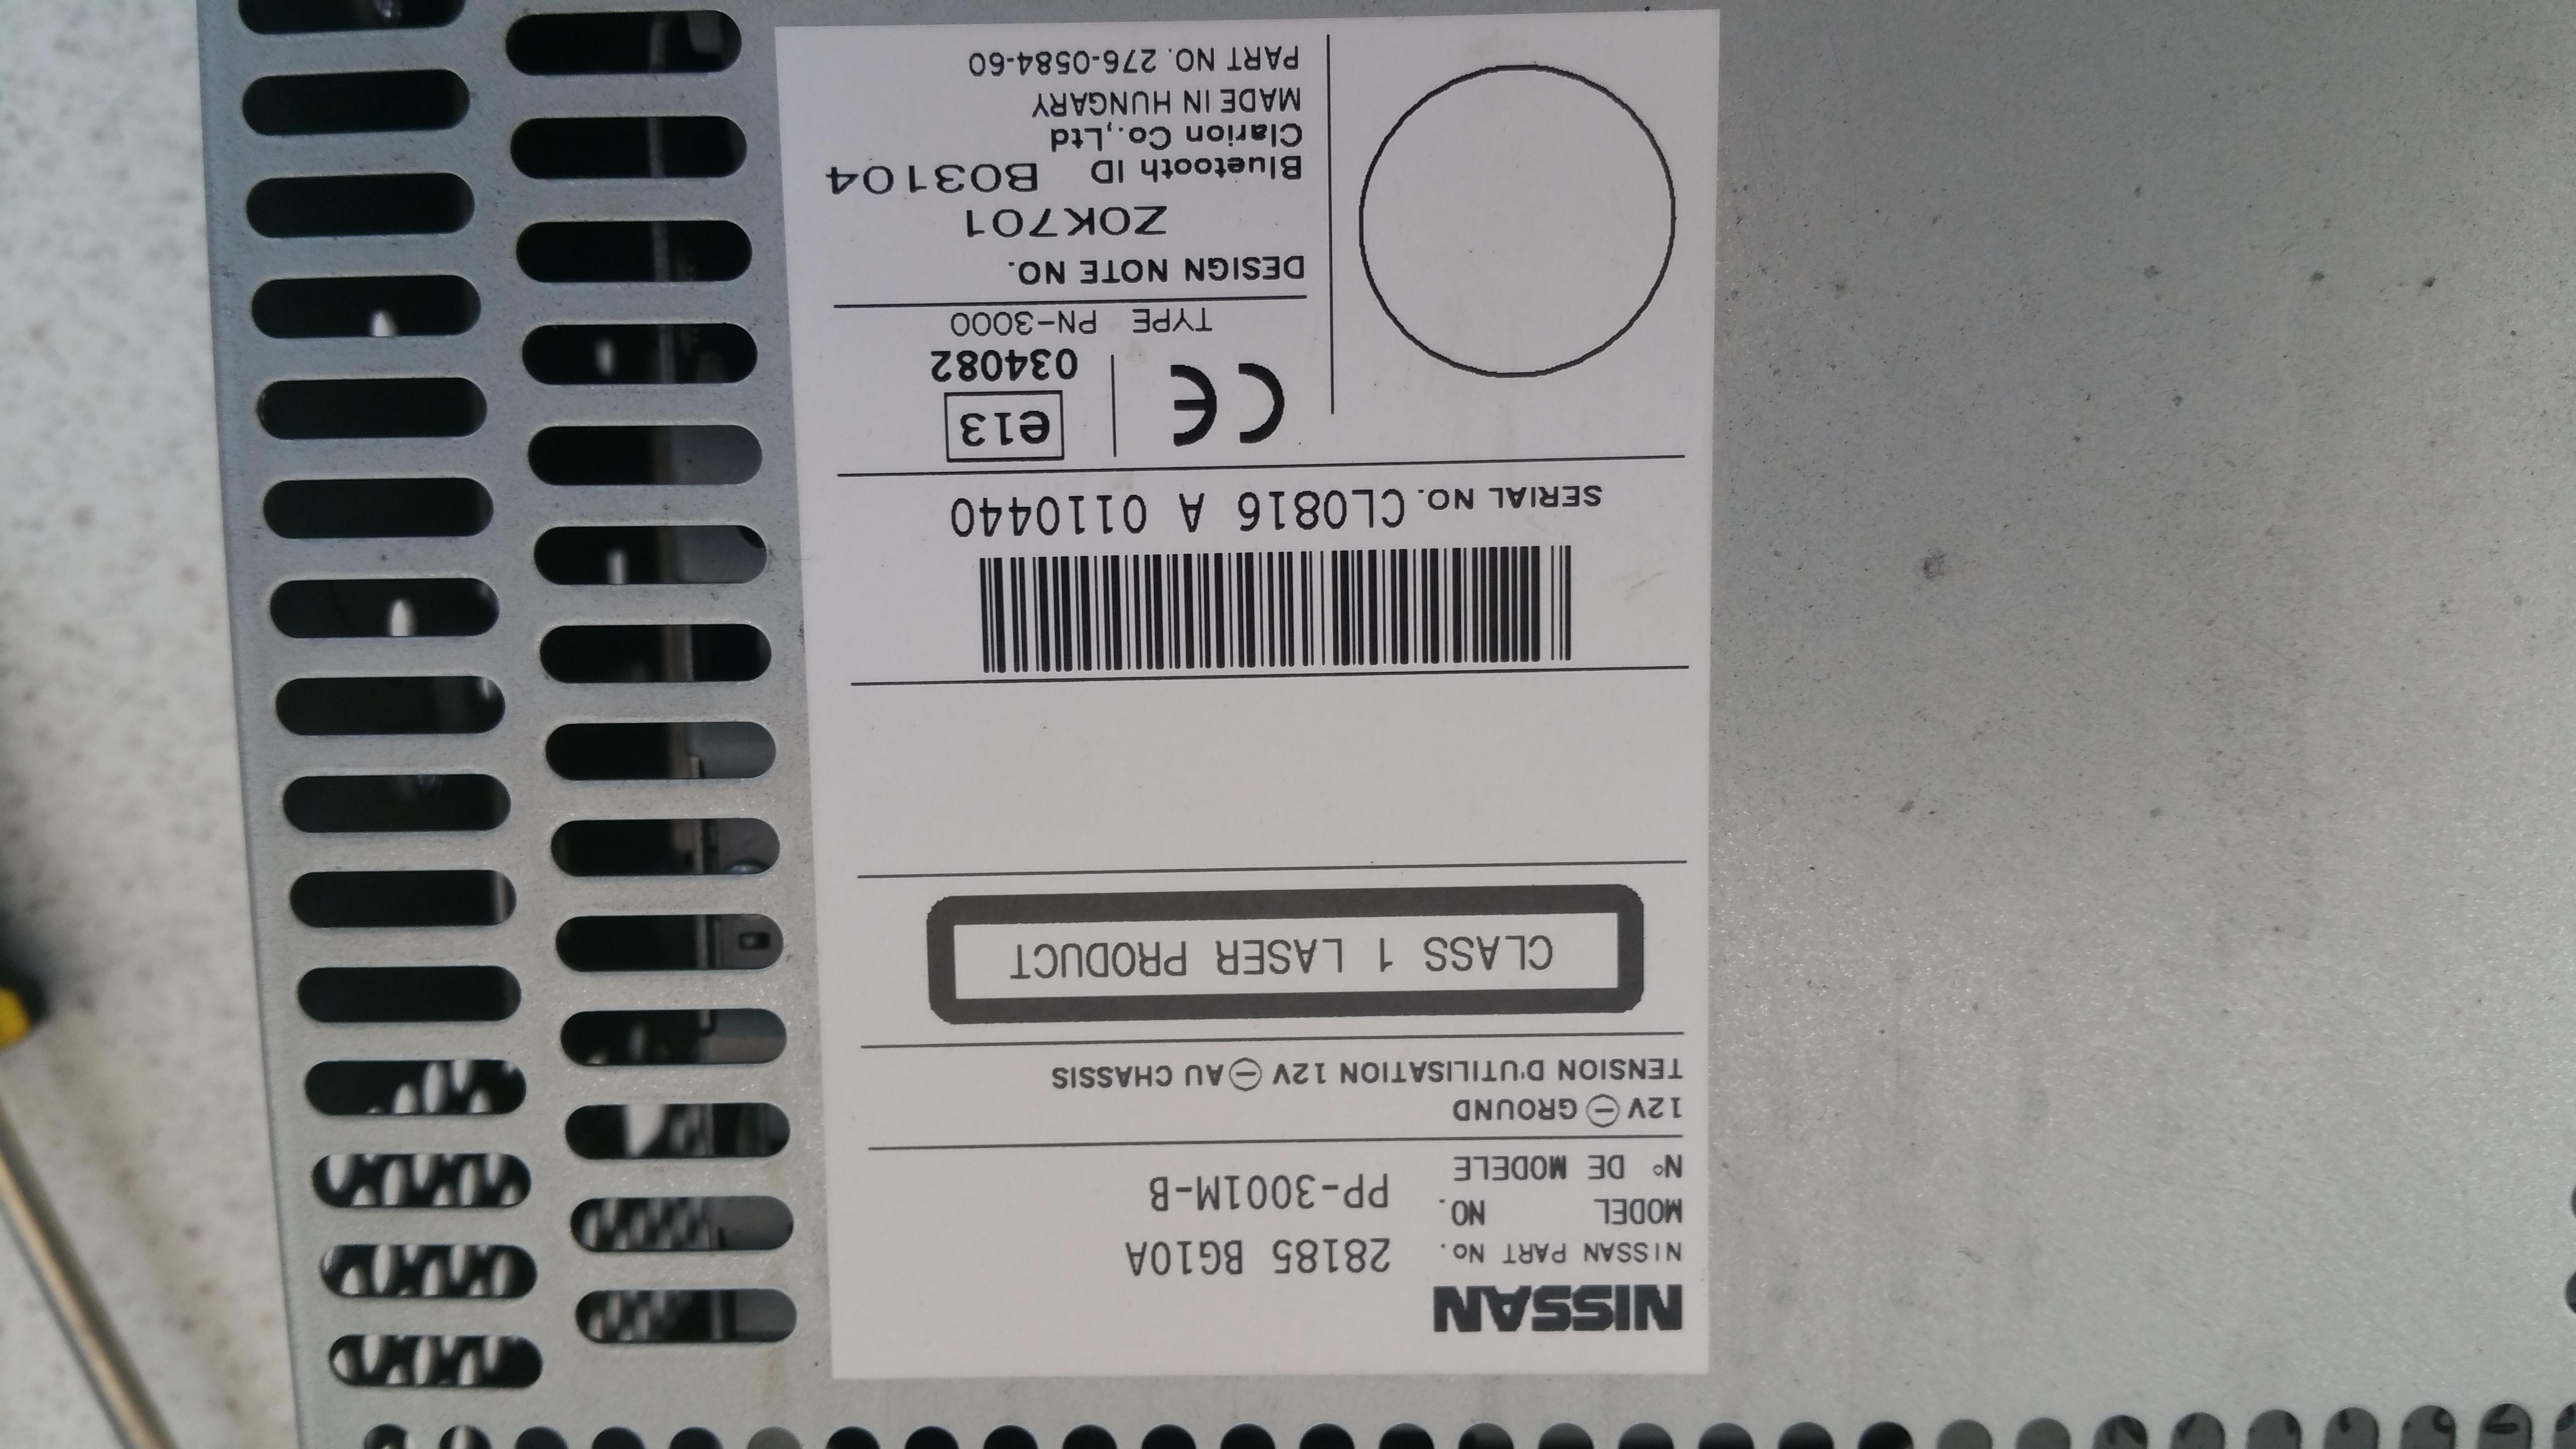 NISSAN
NISSAN PART No. 28185 BG10A
MODEL NO.
N° DE MODELE PP-3001M-B
12V ⊖ GROUND
TENSION D'UTILISATION 12V ⊖ AU CHASSIS
CLASS 1 LASER PRODUCT
SERIAL NO. CL0816 A 0110440
CE
e13
034082
TYPE PN-3000
DESIGN NOTE NO.
ZOK701
Bluetooth ID B03104
Clarion Co.,Ltd
MADE IN HUNGARY
PART NO. 276-0584-60